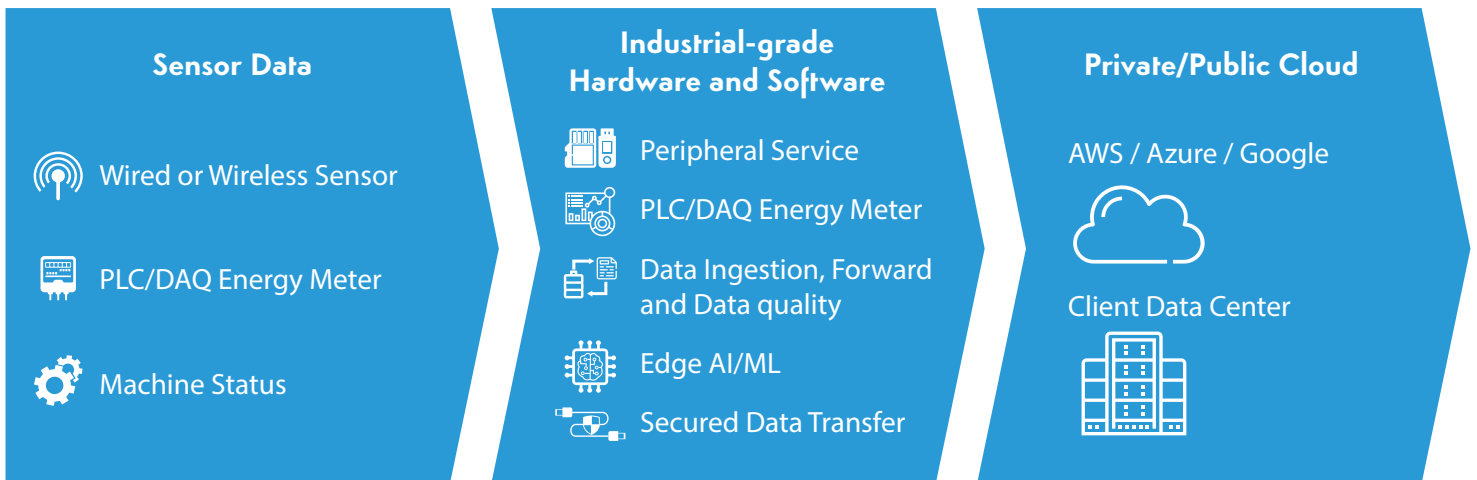 Sensor Data
Wired or Wireless Sensor
PLC/DAQ Energy Meter
Machine Status
Industrial-grade
Hardware and Software
Peripheral Service
PLC/DAQ Energy Meter
Data Ingestion, Forward
and Data quality
Edge AI/ML
Secured Data Transfer
Private/Public Cloud
AWS / Azure / Google
Client Data Center